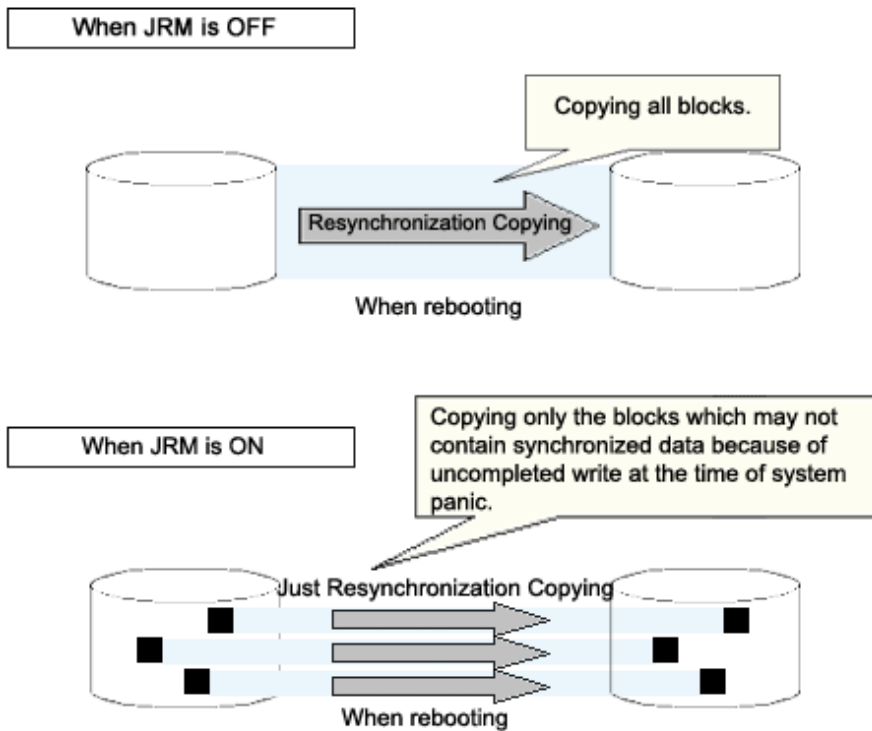 When JRM is OFF
Copying all blocks.
Resynchronization Copying
When rebooting
When JRM is ON
Copying only the blocks which may not
contain synchronized data because of
uncompleted write at the time of system
panic.
Just Resynchronization Copying
When rebooting